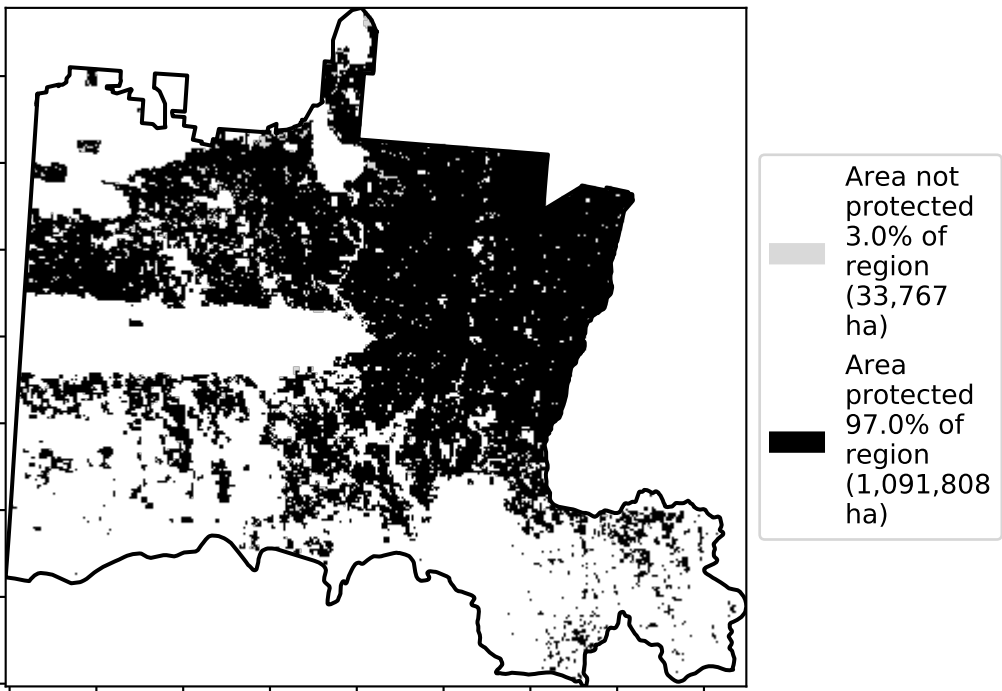 Area not
protected
3.0% of
region
(33,767
ha)
Area
protected
97.0% of
region
(1,091,808
ha)